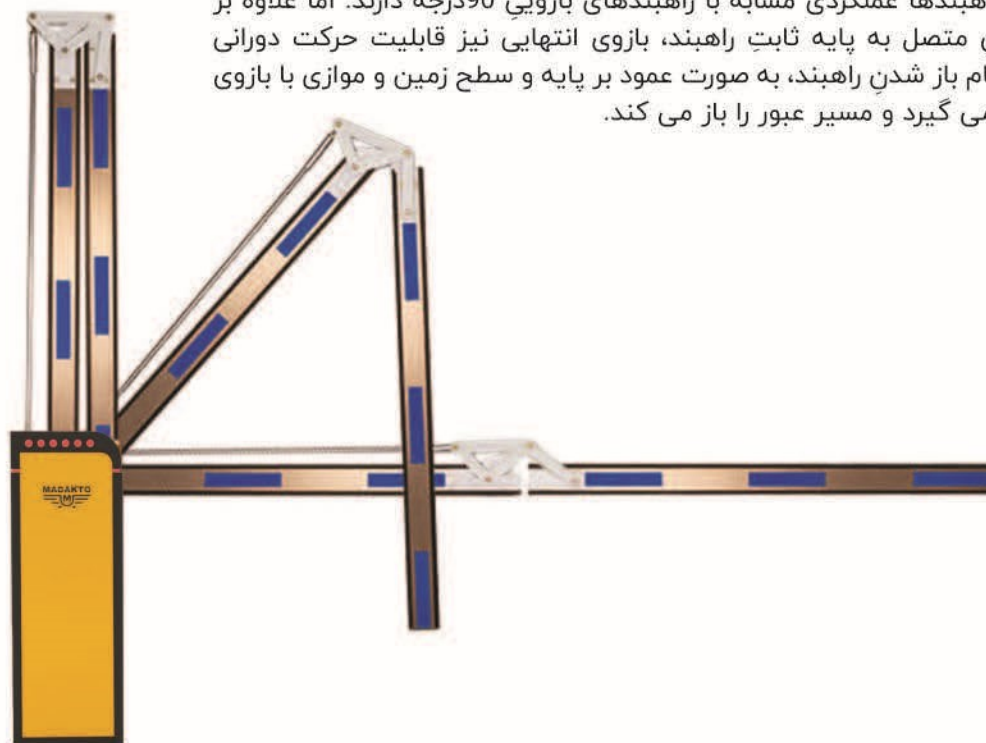 عملکردی مشابه با راهبندهای بازوییِ 90درجه دارند. اما علاوه بر
متصل به پایه ثابتِ راهبند، بازوی انتهایی نیز قابلیت حرکت دورانی
باز شدنِ راهبند، به صورت عمود بر پایه و سطح زمین و موازی با بازوی
گیرد و مسیر عبور را باز می کند.
MADAKTO
M